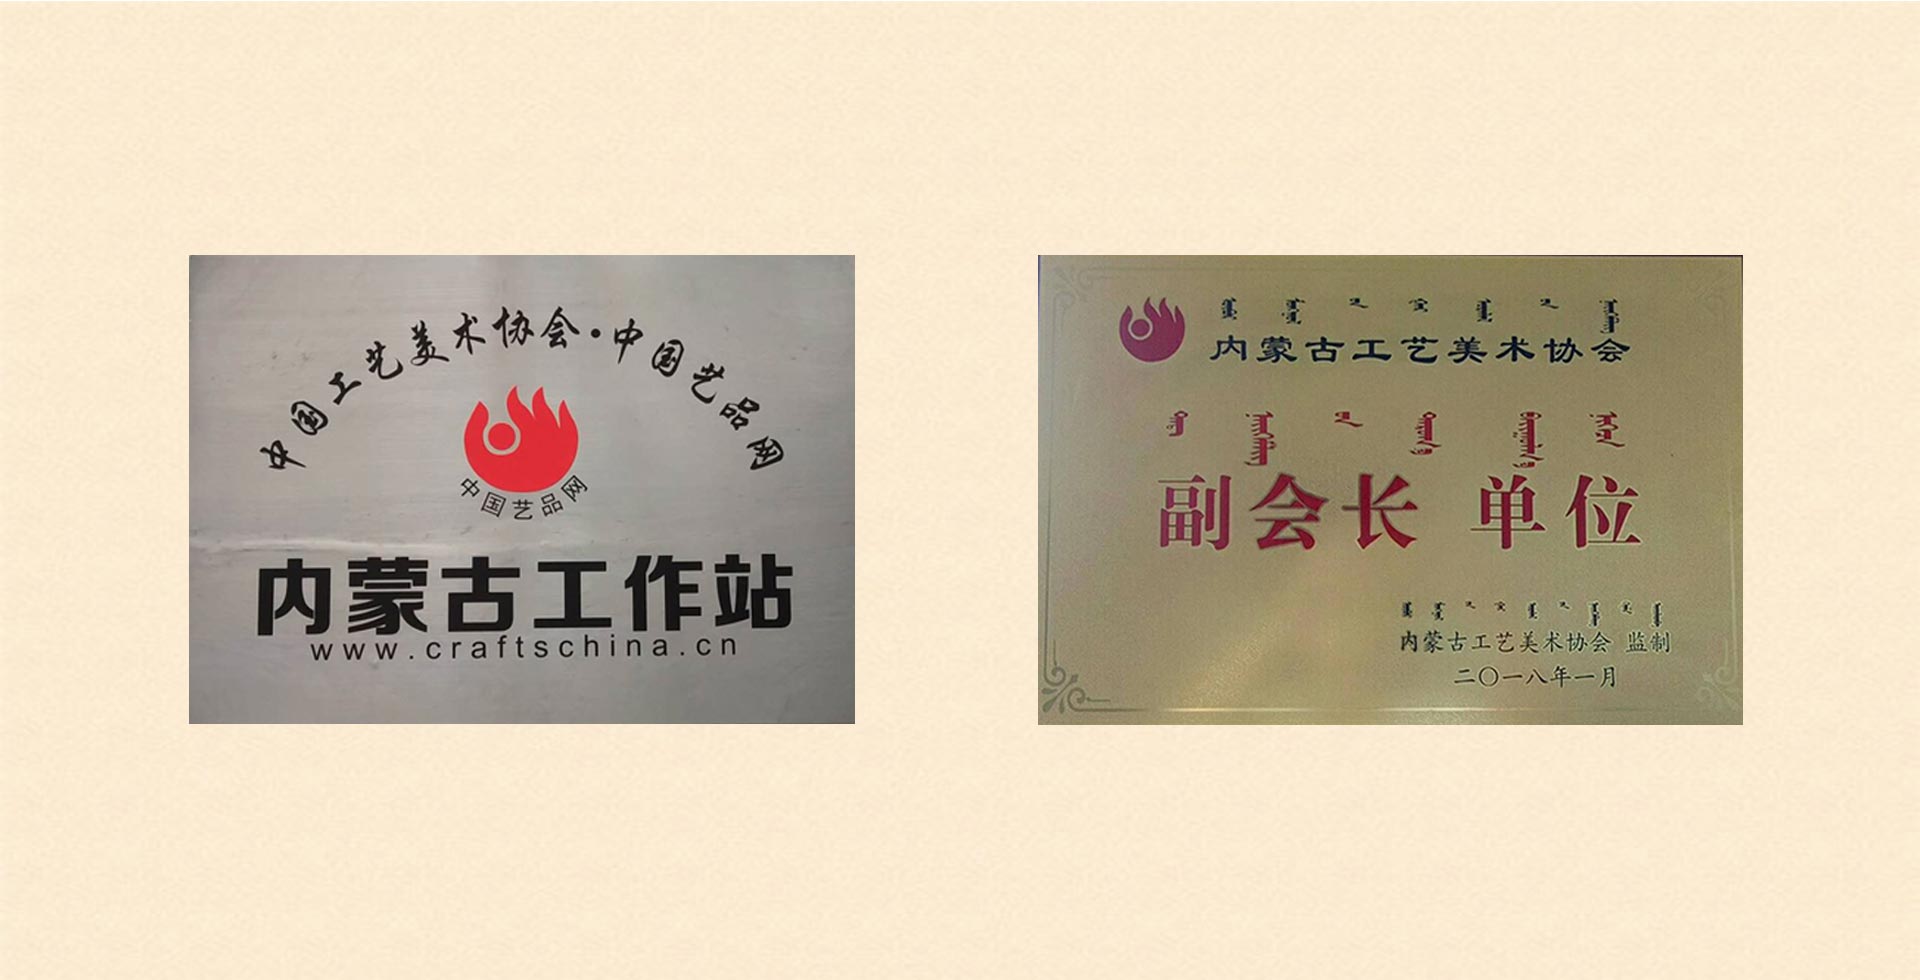 中国工艺美术协会·中国艺品网
中国艺品网
内蒙古工作站
www.craftschina.cn
内蒙古工艺美术协会
副会长 单位
内蒙古工艺美术协会 监制
二〇一八年一月